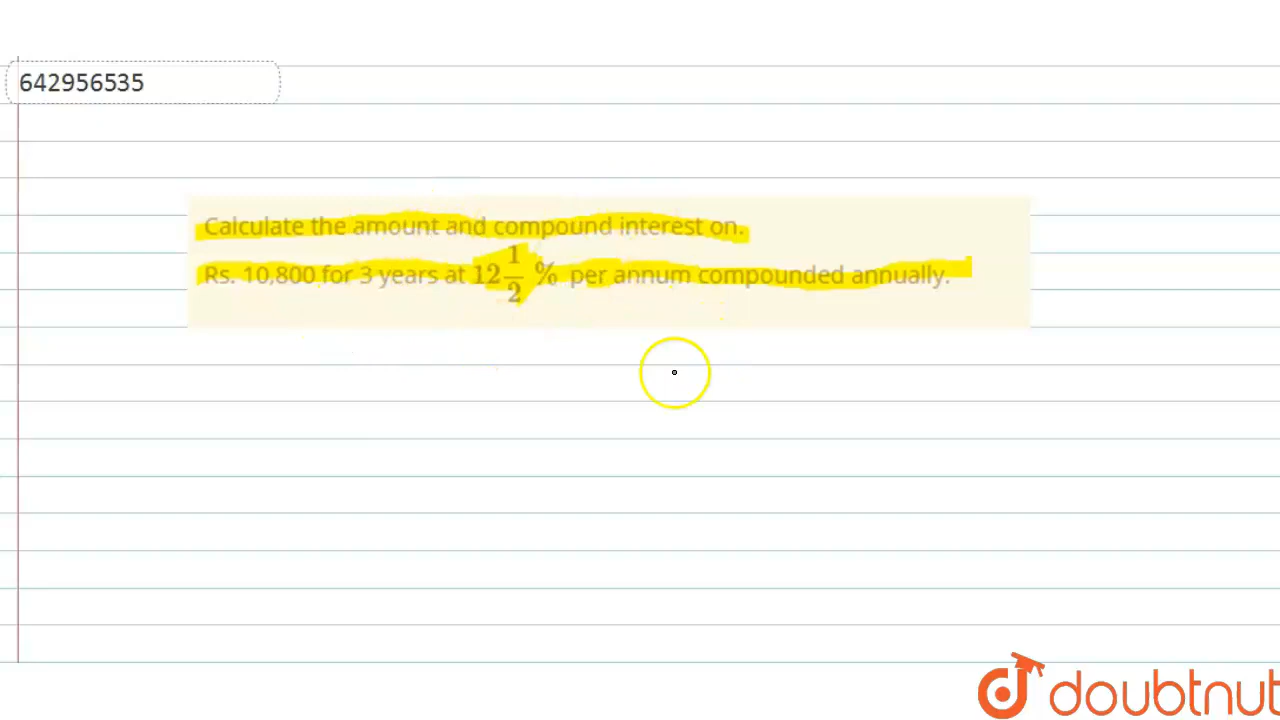 642956535
Calculate the amount and compound interest on.
Rs. 10,800 for 3 years at 12 1/2 % per annum compounded annually.
doubtnut